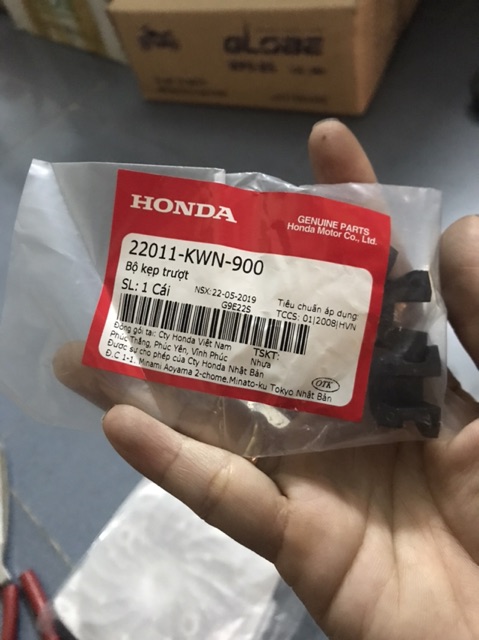 GLOBE
HONDA
GENUINE PARTS
Honda Motor Co., Ltd.
22011-KWN-900
Bộ kẹp trượt
SL: 1 Cái
NSX:22-05-2019
G9E22S
Tiêu chuẩn áp dụng:
TCCS: 01|2008|HVN
Đóng gói tại: Cty Honda Việt Nam
Phúc Thắng, Phúc Yên, Vĩnh Phúc
TSKT:
Nhựa
Được sự cho phép của Cty Honda Nhật Bản
Đ.C 1-1, Minami Aoyama 2-chome,Minato-ku Tokyo Nhật Bản
OTK